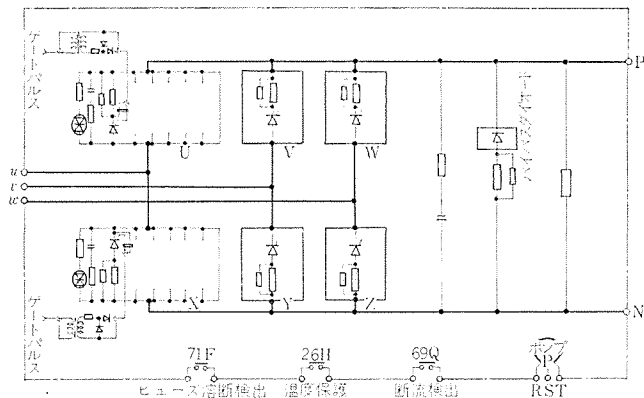 ゲートパルス
P
U
V
W
バイパスダイオード
u
v
w
X
Y
Z
N
ゲートパルス
71F
26H
69Q
ポンプ
P
ヒューズ溶断検出
温度保護
断流検出
RST